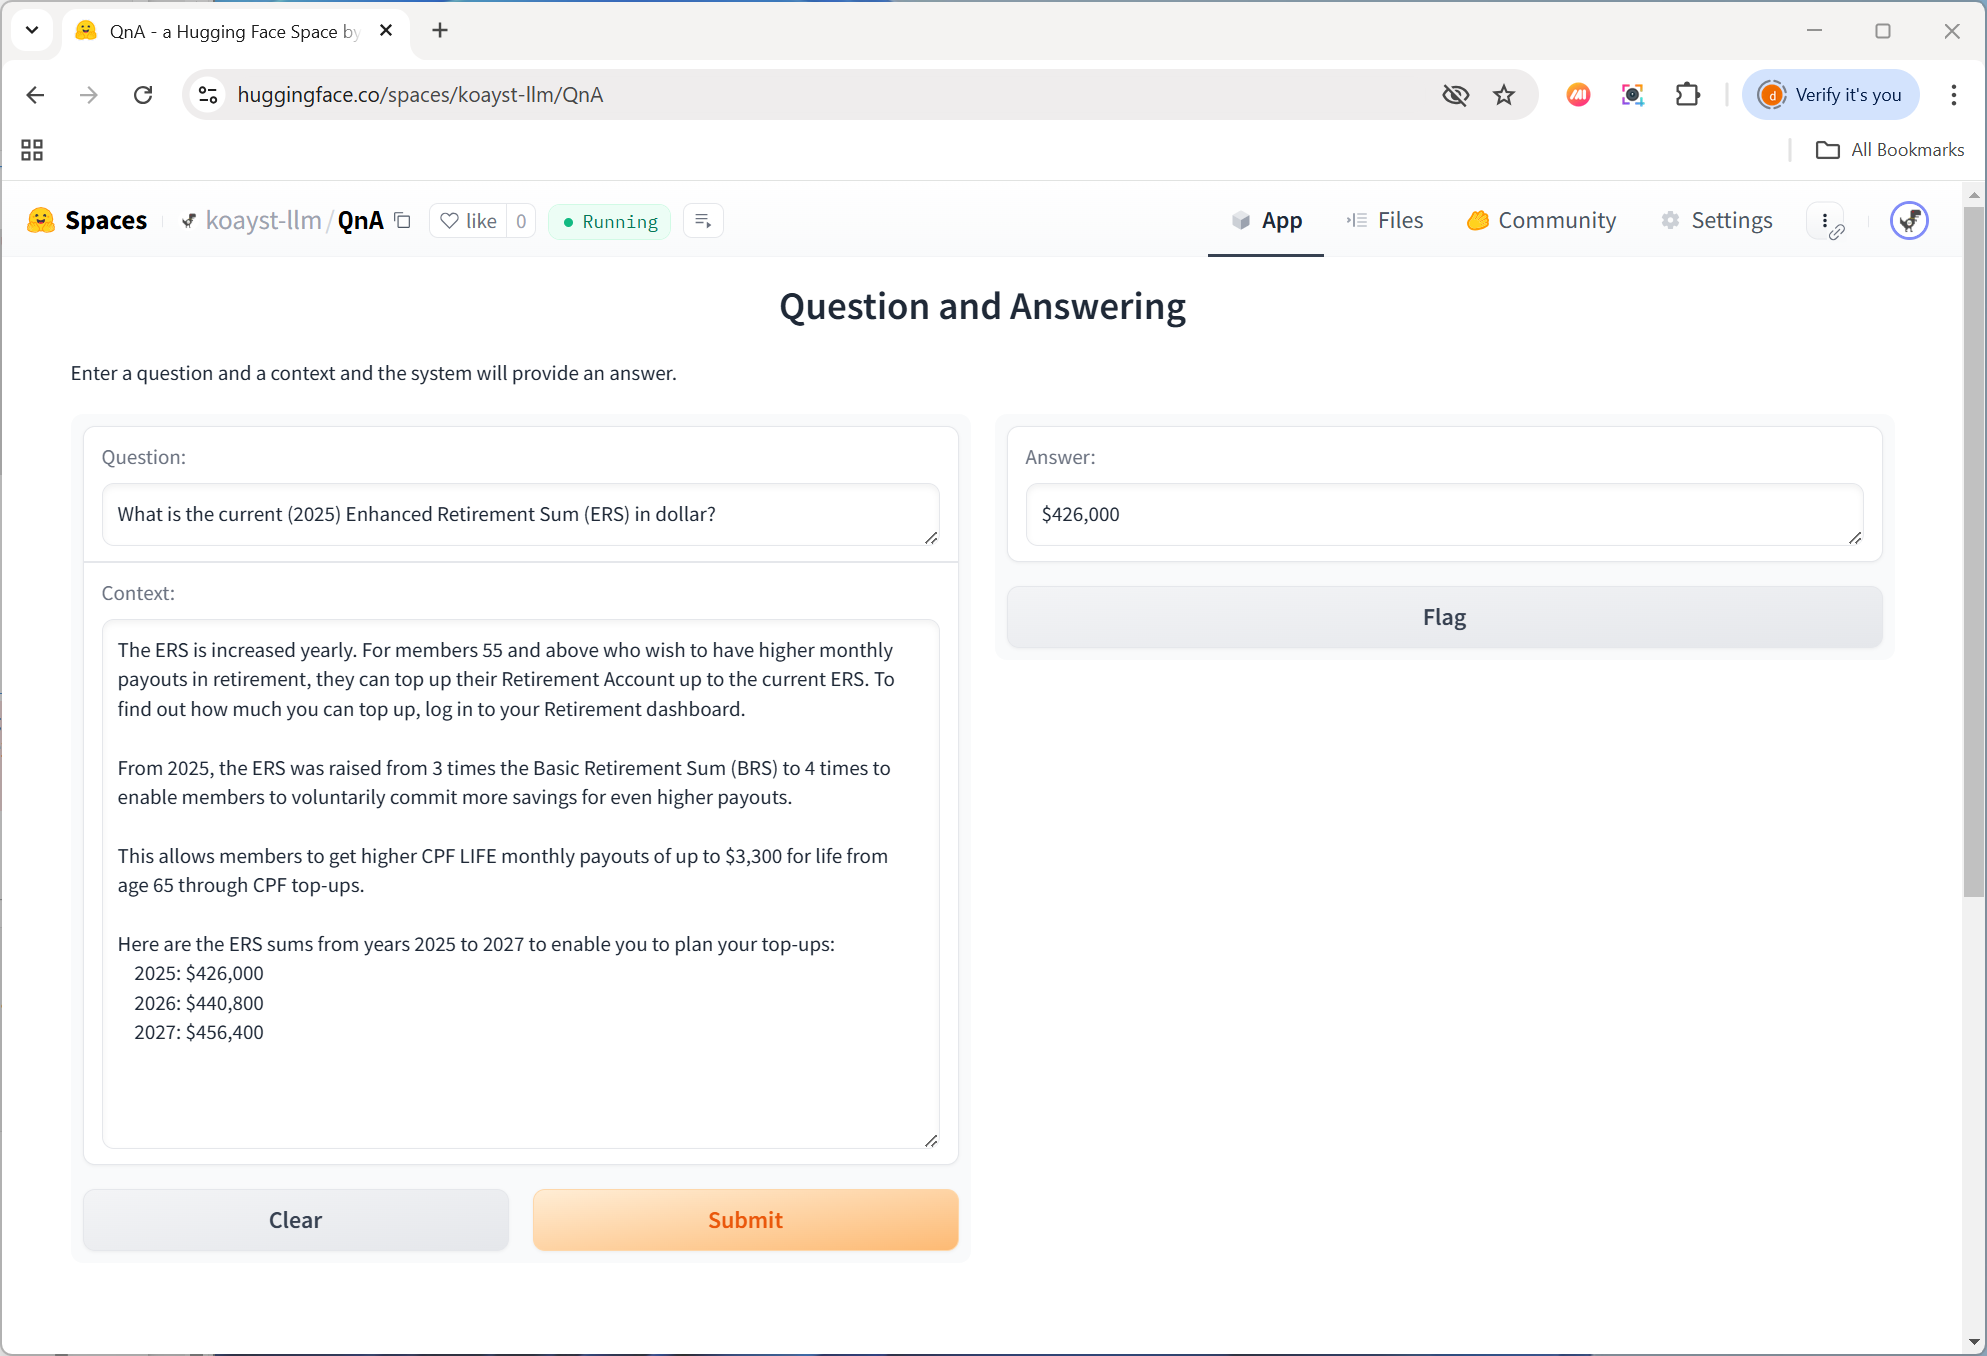 QnA - a Hugging Face Space by
huggingface.co/spaces/koayst-llm/QnA
Verify it's you
All Bookmarks
Spaces koayst-llm/QnA like 0 Running App Files Community Settings
Question and Answering
Enter a question and a context and the system will provide an answer.
Question:
What is the current (2025) Enhanced Retirement Sum (ERS) in dollar?
Context:
The ERS is increased yearly. For members 55 and above who wish to have higher monthly
payouts in retirement, they can top up their Retirement Account up to the current ERS. To
find out how much you can top up, log in to your Retirement dashboard.
From 2025, the ERS was raised from 3 times the Basic Retirement Sum (BRS) to 4 times to
enable members to voluntarily commit more savings for even higher payouts.
This allows members to get higher CPF LIFE monthly payouts of up to $3,300 for life from
age 65 through CPF top-ups.
Here are the ERS sums from years 2025 to 2027 to enable you to plan your top-ups:
2025: $426,000
2026: $440,800
2027: $456,400
Clear
Submit
Answer:
$426,000
Flag